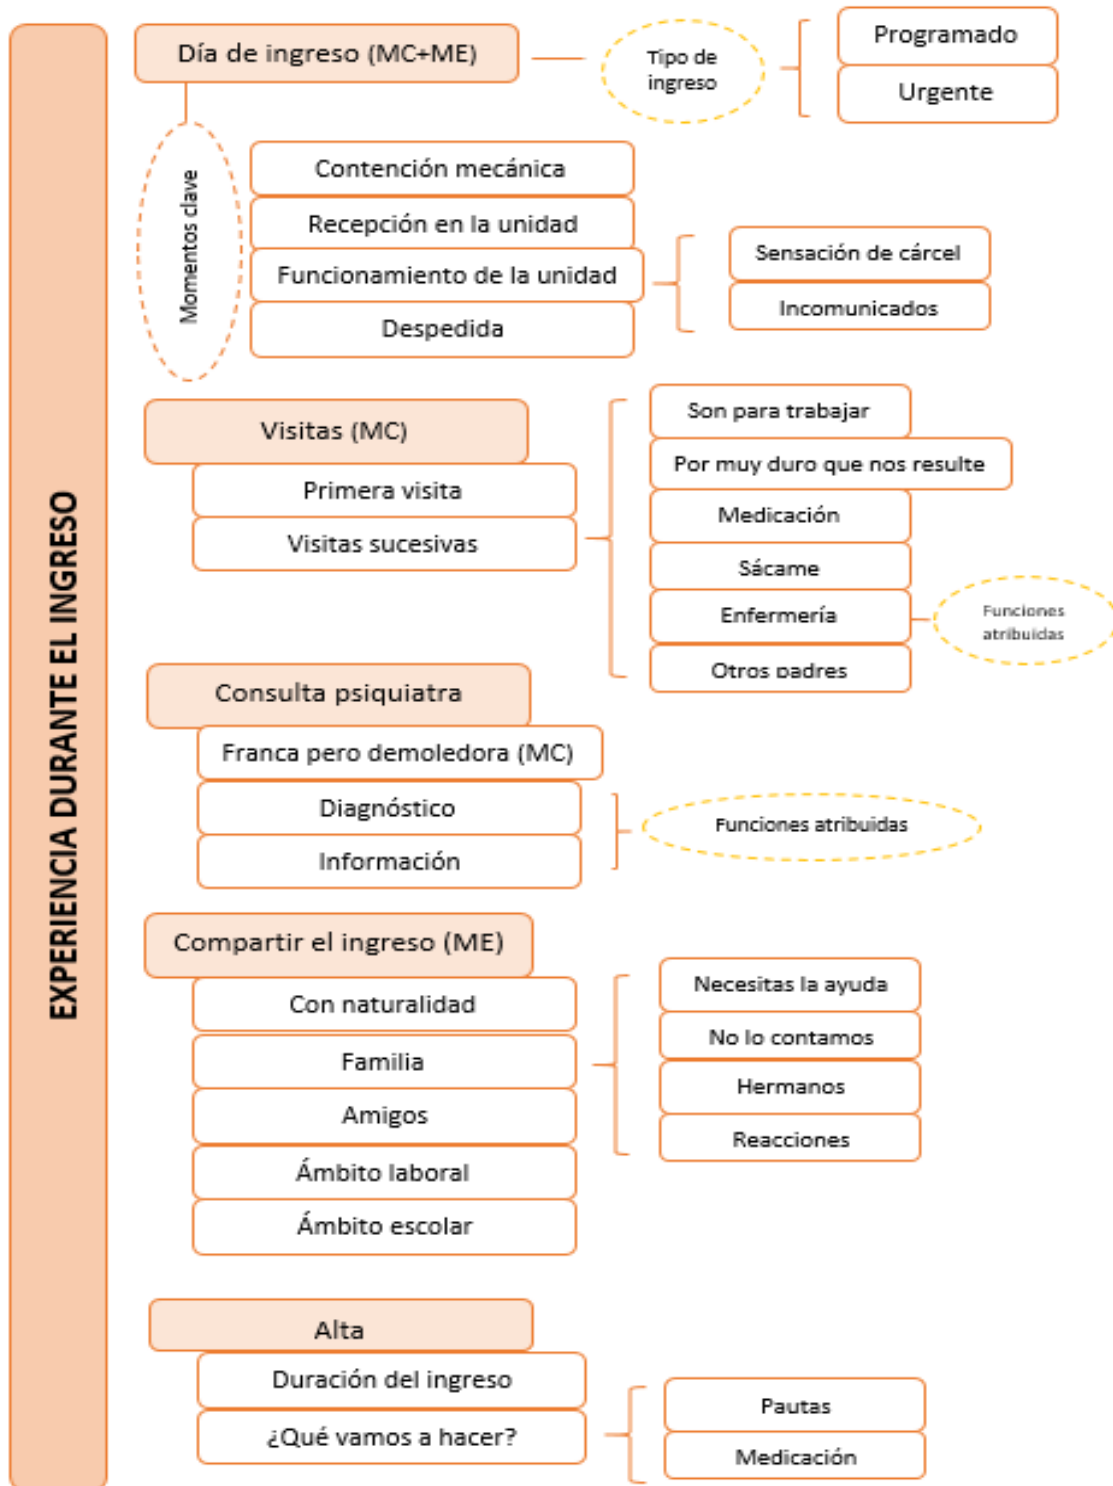 EXPERIENCIA DURANTE EL INGRESO
Día de ingreso (MC+ME)
Tipo de
ingreso
Programado
Urgente
Momentos clave
Contención mecánica
Recepción en la unidad
Funcionamiento de la unidad
Despedida
Sensación de cárcel
Incomunicados
Visitas (MC)
Primera visita
Visitas sucesivas
Son para trabajar
Por muy duro que nos resulte
Medicación
Sácame
Enfermería
Otros padres
Funciones
atribuidas
Consulta psiquiatra
Franca pero demoledora (MC)
Diagnóstico
Información
Funciones atribuidas
Compartir el ingreso (ME)
Con naturalidad
Familia
Amigos
Ámbito laboral
Ámbito escolar
Necesitas la ayuda
No lo contamos
Hermanos
Reacciones
Alta
Duración del ingreso
¿Qué vamos a hacer?
Pautas
Medicación